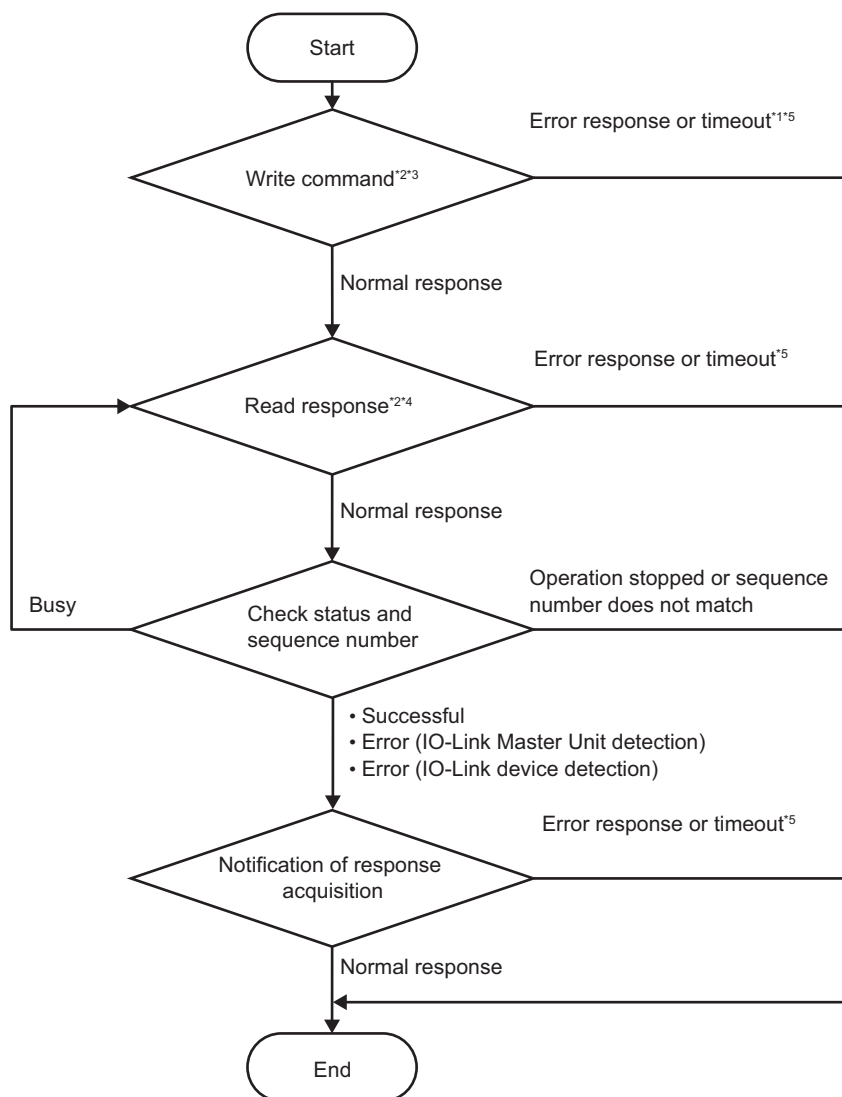 Start
Error response or timeout*1*5
Write command*2*3
Normal response
Error response or timeout*5
Read response*2*4
Normal response
Operation stopped or sequence
number does not match
Busy
Check status and
sequence number
• Successful
• Error (IO-Link Master Unit detection)
• Error (IO-Link device detection)
Error response or timeout*5
Notification of response
acquisition
Normal response
End